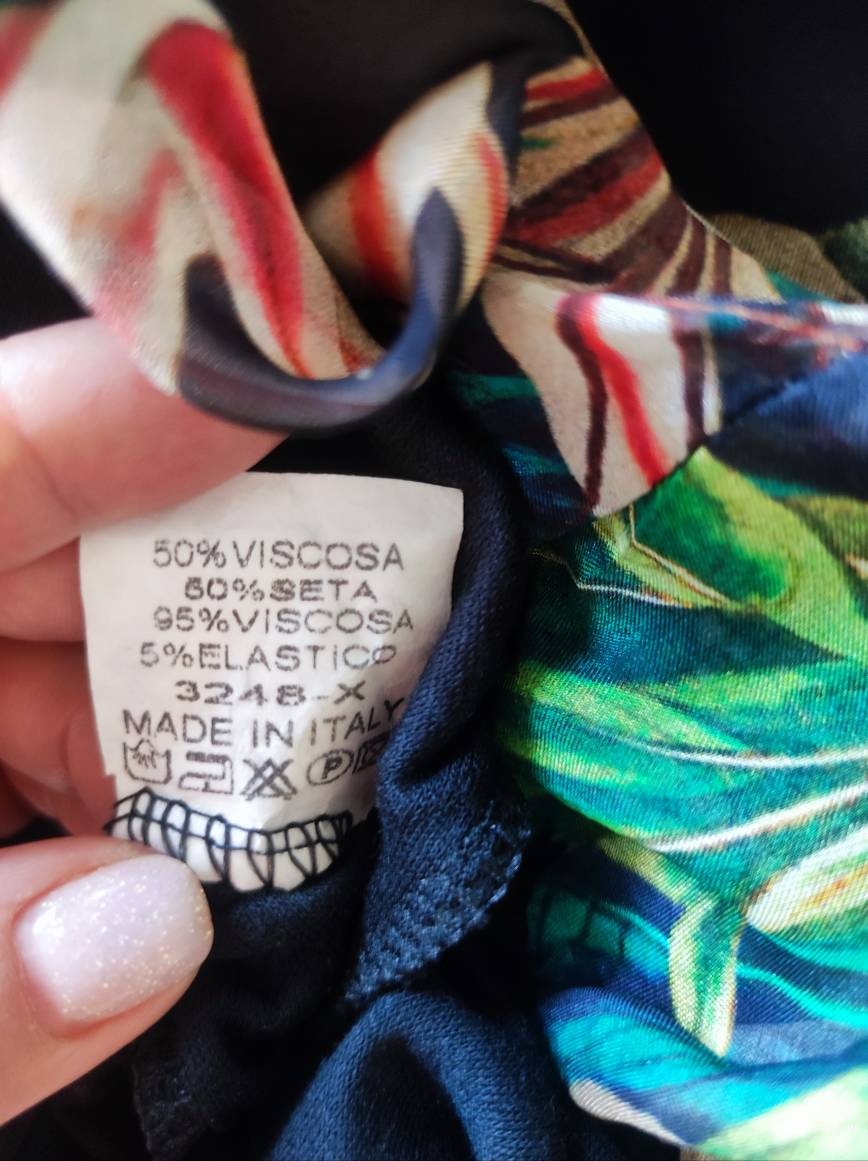 50%VISCOSA
50%SETA
95%VISCOSA
5%ELASTICO
3248-X
MADE IN ITALY
P